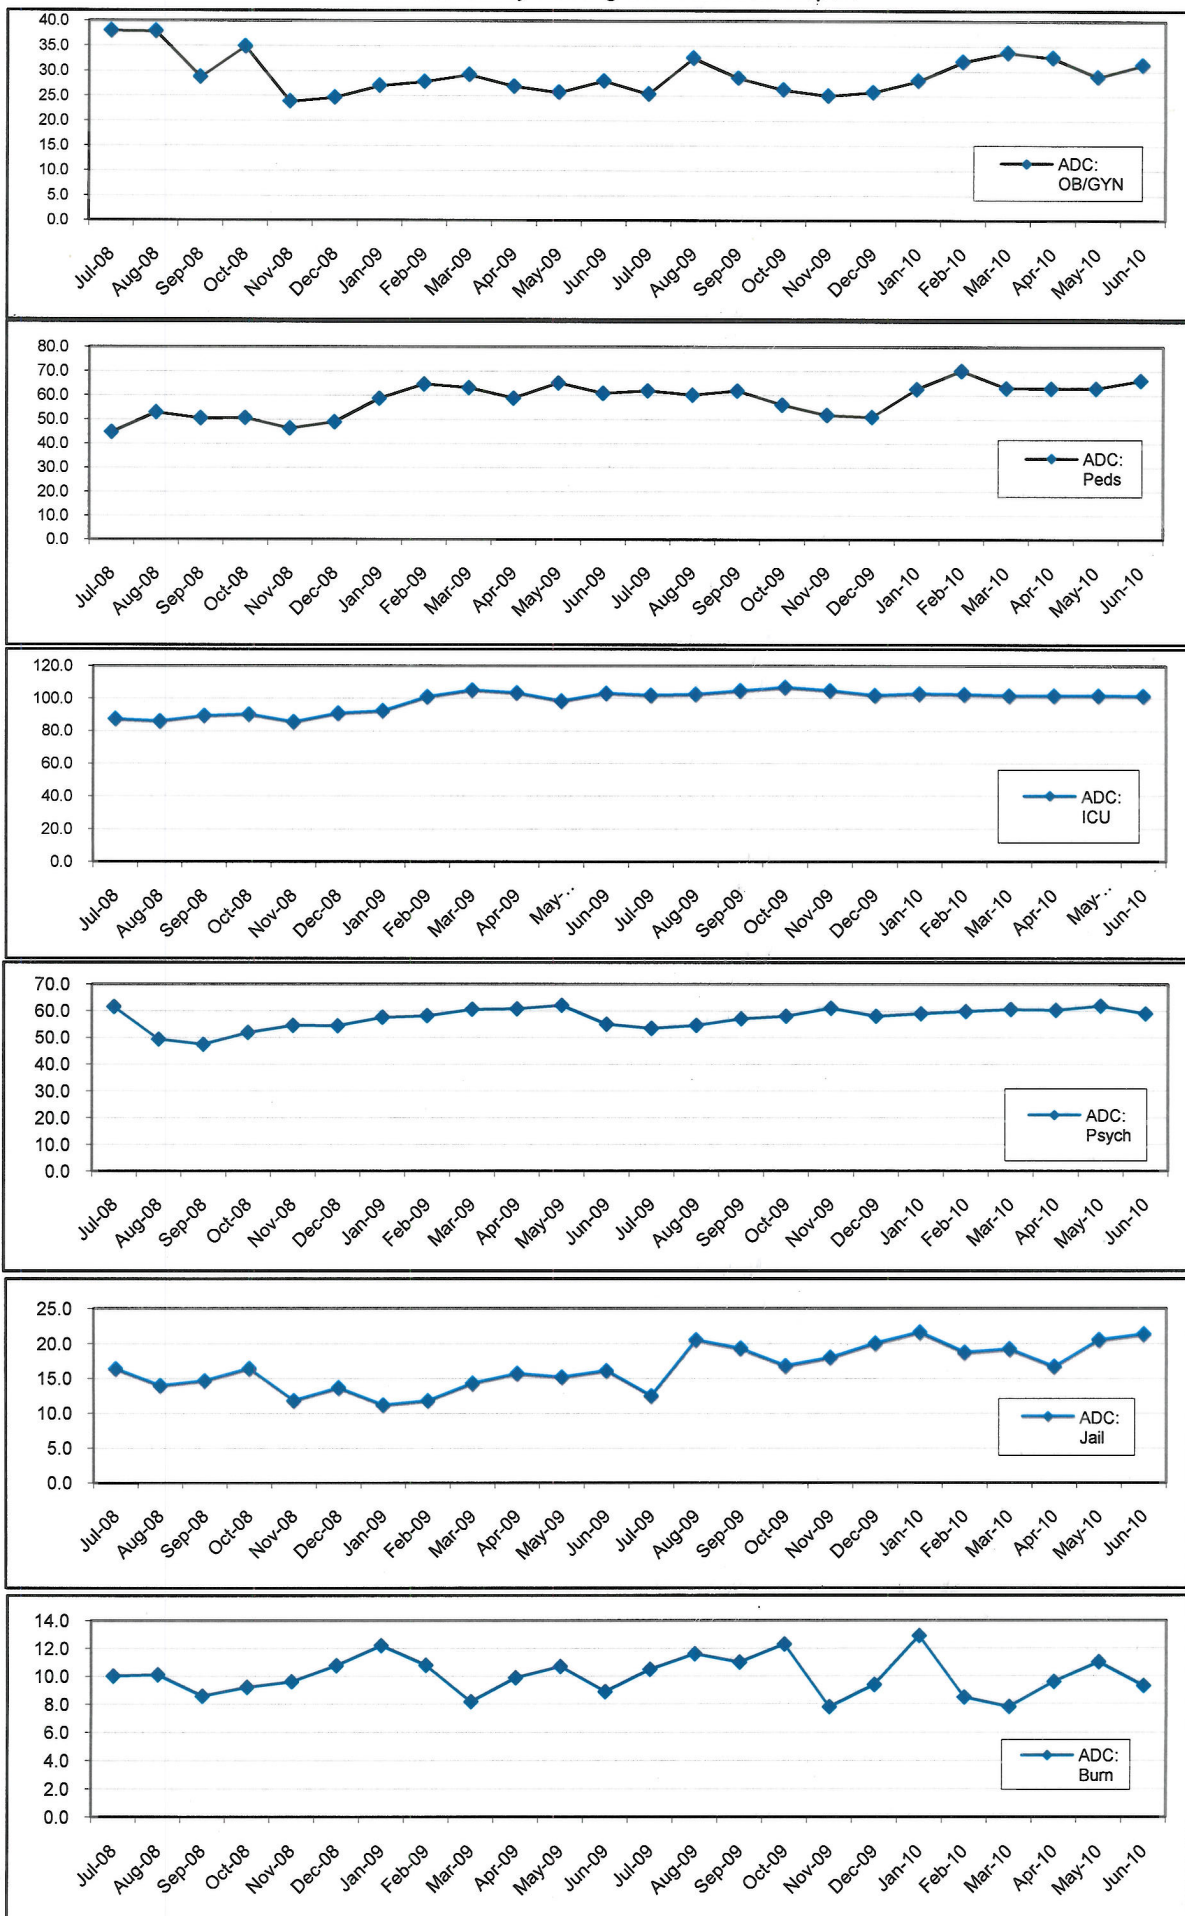 40.0
35.0
30.0
25.0
20.0
15.0
10.0
5.0
0.0
ADC:
OB/GYN
Jul-08 Aug-08 Sep-08 Oct-08 Nov-08 Dec-08 Jan-09 Feb-09 Mar-09 Apr-09 May-09 Jun-09 Jul-09 Aug-09 Sep-09 Oct-09 Nov-09 Dec-09 Jan-10 Feb-10 Mar-10 Apr-10 May-10 Jun-10
80.0
70.0
60.0
50.0
40.0
30.0
20.0
10.0
0.0
ADC:
Peds
Jul-08 Aug-08 Sep-08 Oct-08 Nov-08 Dec-08 Jan-09 Feb-09 Mar-09 Apr-09 May-09 Jun-09 Jul-09 Aug-09 Sep-09 Oct-09 Nov-09 Dec-09 Jan-10 Feb-10 Mar-10 Apr-10 May-10 Jun-10
120.0
100.0
80.0
60.0
40.0
20.0
0.0
ADC:
ICU
Jul-08 Aug-08 Sep-08 Oct-08 Nov-08 Dec-08 Jan-09 Feb-09 Mar-09 Apr-09 May-.. Jun-09 Jul-09 Aug-09 Sep-09 Oct-09 Nov-09 Dec-09 Jan-10 Feb-10 Mar-10 Apr-10 May-.. Jun-10
70.0
60.0
50.0
40.0
30.0
20.0
10.0
0.0
ADC:
Psych
Jul-08 Aug-08 Sep-08 Oct-08 Nov-08 Dec-08 Jan-09 Feb-09 Mar-09 Apr-09 May-09 Jun-09 Jul-09 Aug-09 Sep-09 Oct-09 Nov-09 Dec-09 Jan-10 Feb-10 Mar-10 Apr-10 May-10 Jun-10
25.0
20.0
15.0
10.0
5.0
0.0
ADC:
Jail
Jul-08 Aug-08 Sep-08 Oct-08 Nov-08 Dec-08 Jan-09 Feb-09 Mar-09 Apr-09 May-09 Jun-09 Jul-09 Aug-09 Sep-09 Oct-09 Nov-09 Dec-09 Jan-10 Feb-10 Mar-10 Apr-10 May-10 Jun-10
14.0
12.0
10.0
8.0
6.0
4.0
2.0
0.0
ADC:
Burn
Jul-08 Aug-08 Sep-08 Oct-08 Nov-08 Dec-08 Jan-09 Feb-09 Mar-09 Apr-09 May-09 Jun-09 Jul-09 Aug-09 Sep-09 Oct-09 Nov-09 Dec-09 Jan-10 Feb-10 Mar-10 Apr-10 May-10 Jun-10